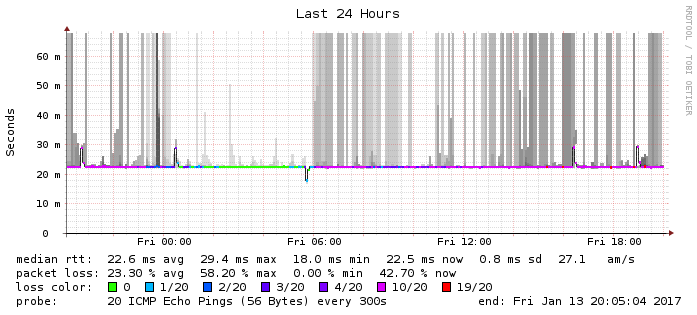 Last 24 Hours
RRDTOOL / TOBI OETIKER
Seconds
60 m
50 m
40 m
30 m
20 m
10 m
0
Fri 00:00 Fri 06:00 Fri 12:00 Fri 18:00
median rtt: 22.6 ms avg 29.4 ms max 18.0 ms min 22.5 ms now 0.8 ms sd 27.1 am/s
packet loss: 23.30 % avg 58.20 % max 0.00 % min 42.70 % now
loss color: 0 1/20 2/20 3/20 4/20 10/20 19/20
probe: 20 ICMP Echo Pings (56 Bytes) every 300s end: Fri Jan 13 20:05:04 2017